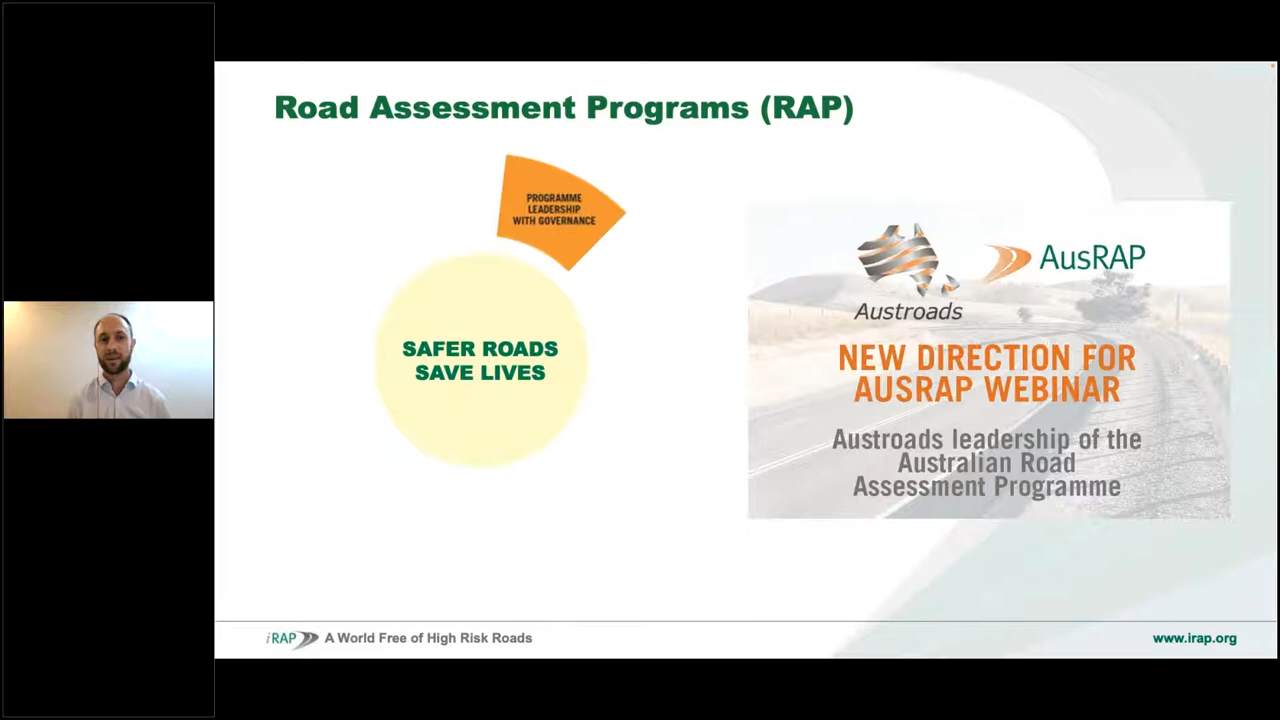 Road Assessment Programs (RAP)
PROGRAMME
LEADERSHIP
WITH GOVERNANCE
SAFER ROADS
SAVE LIVES
Austroads
AusRAP
NEW DIRECTION FOR
AUSRAP WEBINAR
Austroads leadership of the
Australian Road
Assessment Programme
iRAP
A World Free of High Risk Roads
www.irap.org